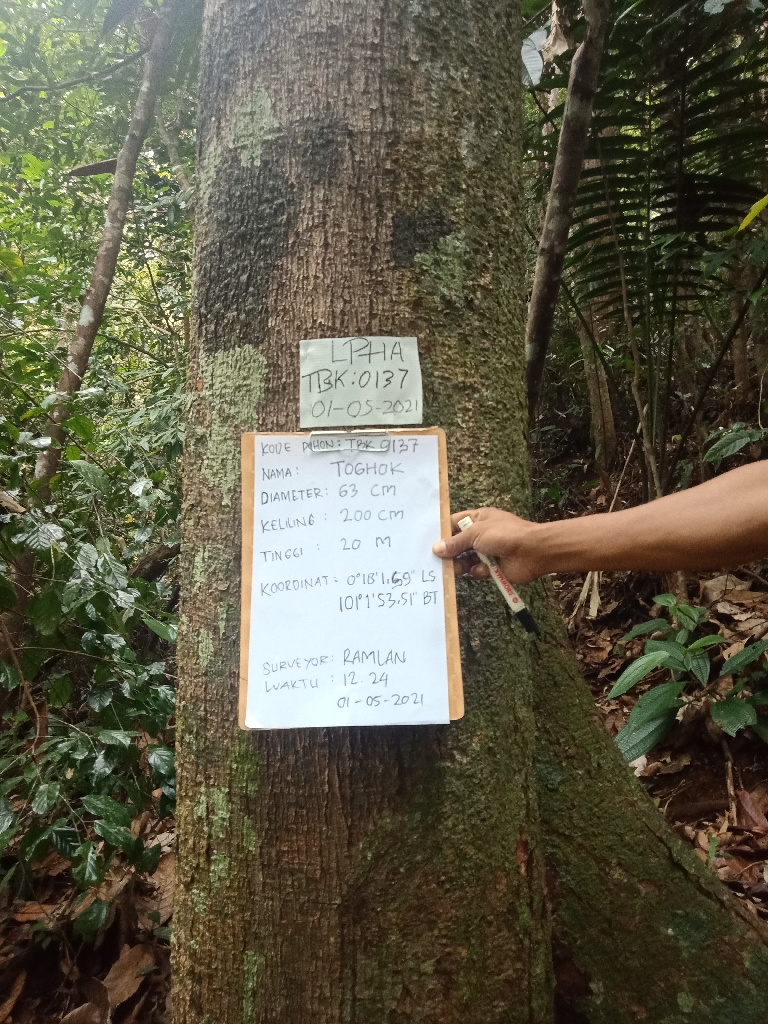 LPHA
TBK:0137
01-05-2021
KODE POHON: TBK 0137
NAMA: TOGHOK
DIAMETER: 63 CM
KELILING: 200 CM
TINGGI: 20 M
KOORDINAT: 0°18'1.69" LS
101°1'53.51" BT
SURVEYOR: RAMLAN
WAKTU: 12.24
01-05-2021